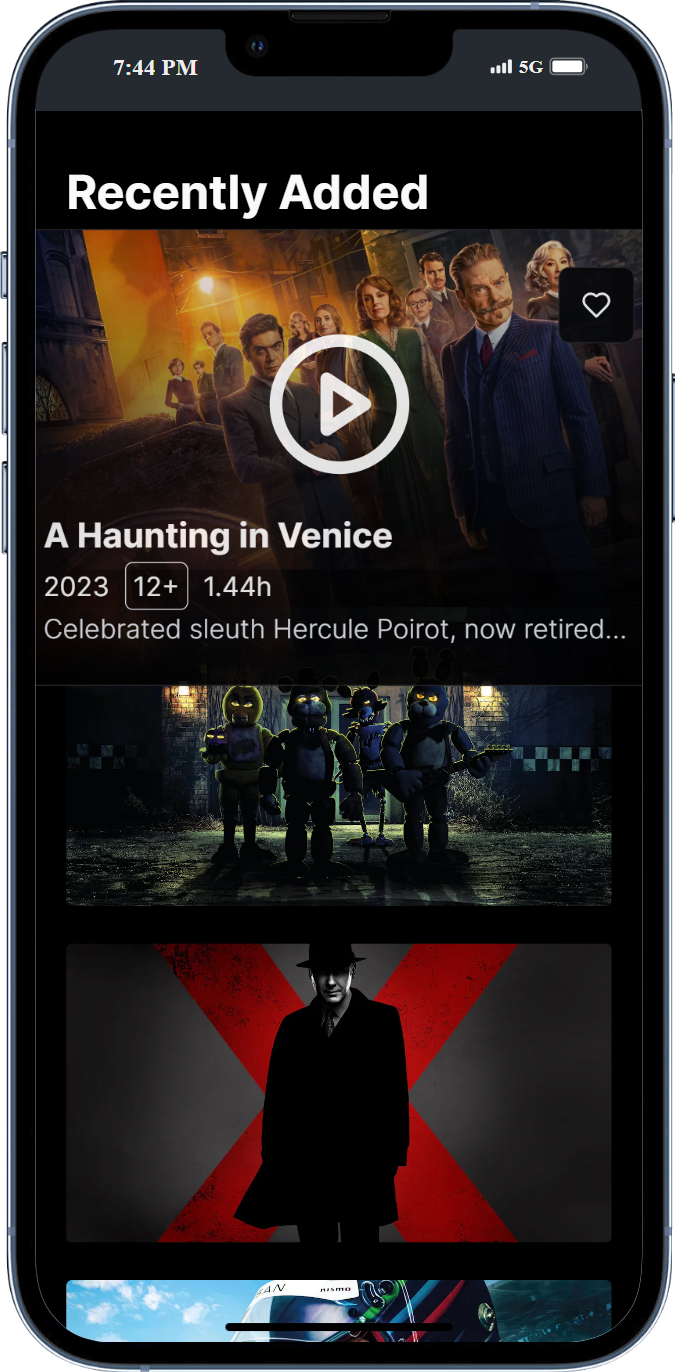 7:44 PM
5G
Recently Added
A Haunting in Venice
2023 12+ 1.44h
Celebrated sleuth Hercule Poirot, now retired...
nismo